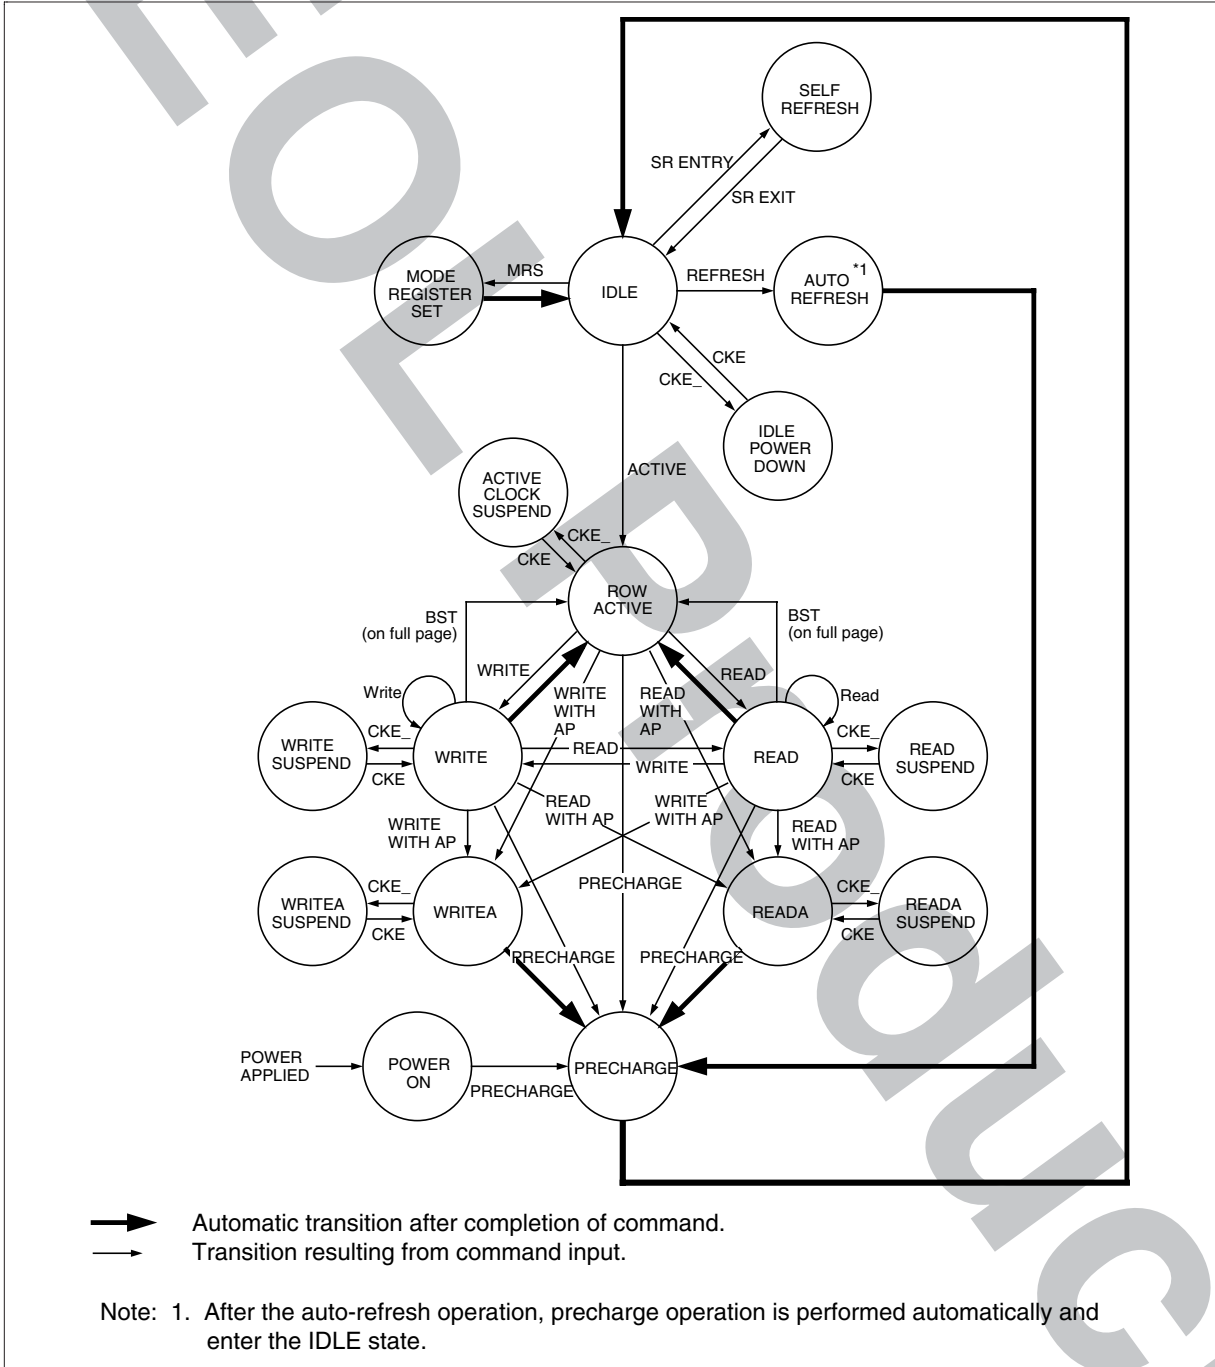 SELF
REFRESH
SR ENTRY
SR EXIT
MODE
REGISTER
SET
MRS
IDLE
REFRESH
AUTO *1
REFRESH
CKE
CKE_
IDLE
POWER
DOWN
ACTIVE
CLOCK
SUSPEND
ACTIVE
CKE_
CKE
ROW
ACTIVE
BST
(on full page)
BST
(on full page)
WRITE
READ
Write
WRITE
WITH
AP
READ
WITH
AP
Read
WRITE
SUSPEND
CKE_
CKE
WRITE
READ
WRITE
READ
CKE_
CKE
READ
SUSPEND
WRITE
WITH AP
READ
WITH AP
WRITE
WITH AP
READ
WITH AP
WRITEA
SUSPEND
CKE_
CKE
WRITEA
PRECHARGE
READA
CKE_
CKE
READA
SUSPEND
PRECHARGE
PRECHARGE
POWER
APPLIED
POWER
ON
PRECHARGE
PRECHARGE
Automatic transition after completion of command.
Transition resulting from command input.
Note: 1. After the auto-refresh operation, precharge operation is performed automatically and
enter the IDLE state.
EOL Produc